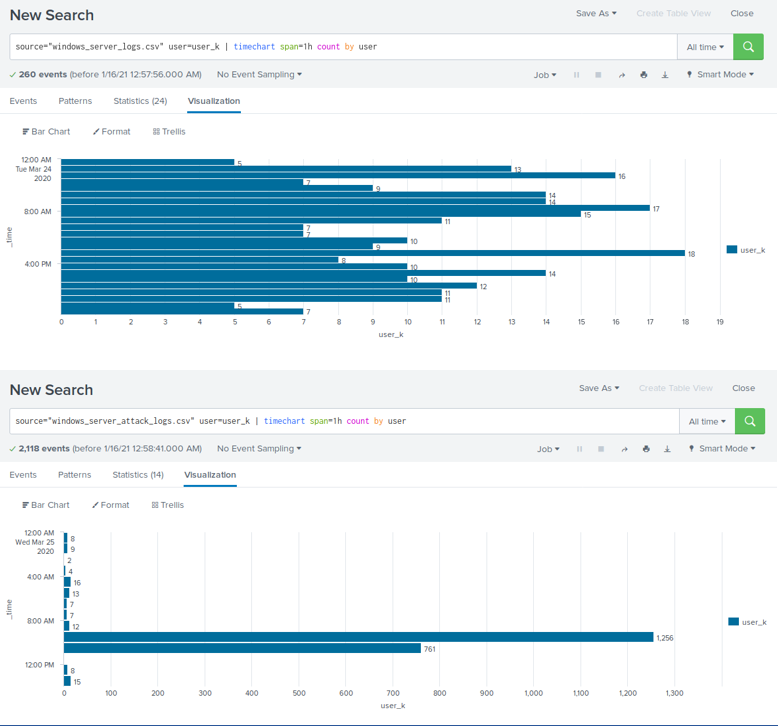 New Search
Save As Create Table View Close
source="windows_server_logs.csv" user=user_k | timechart span=1h count by user
All time
260 events (before 1/16/21 12:57:56.000 AM) No Event Sampling
Job Smart Mode
Events Patterns Statistics (24) Visualization
Bar Chart Format Trellis
12:00 AM
Tue Mar 24
2020
8:00 AM
4:00 PM
_time
5
13
16
7
9
14
14
17
15
11
7
7
10
9
18
8
10
14
10
12
11
11
5
7
user_k
0 1 2 3 4 5 6 7 8 9 10 11 12 13 14 15 16 17 18 19
user_k
New Search
Save As Create Table View Close
source="windows_server_attack_logs.csv" user=user_k | timechart span=1h count by user
All time
2,118 events (before 1/16/21 12:58:41.000 AM) No Event Sampling
Job Smart Mode
Events Patterns Statistics (14) Visualization
Bar Chart Format Trellis
12:00 AM
Wed Mar 25
2020
4:00 AM
8:00 AM
12:00 PM
_time
8
9
2
4
16
13
7
7
12
1,256
761
8
15
user_k
0 100 200 300 400 500 600 700 800 900 1,000 1,100 1,200 1,300
user_k